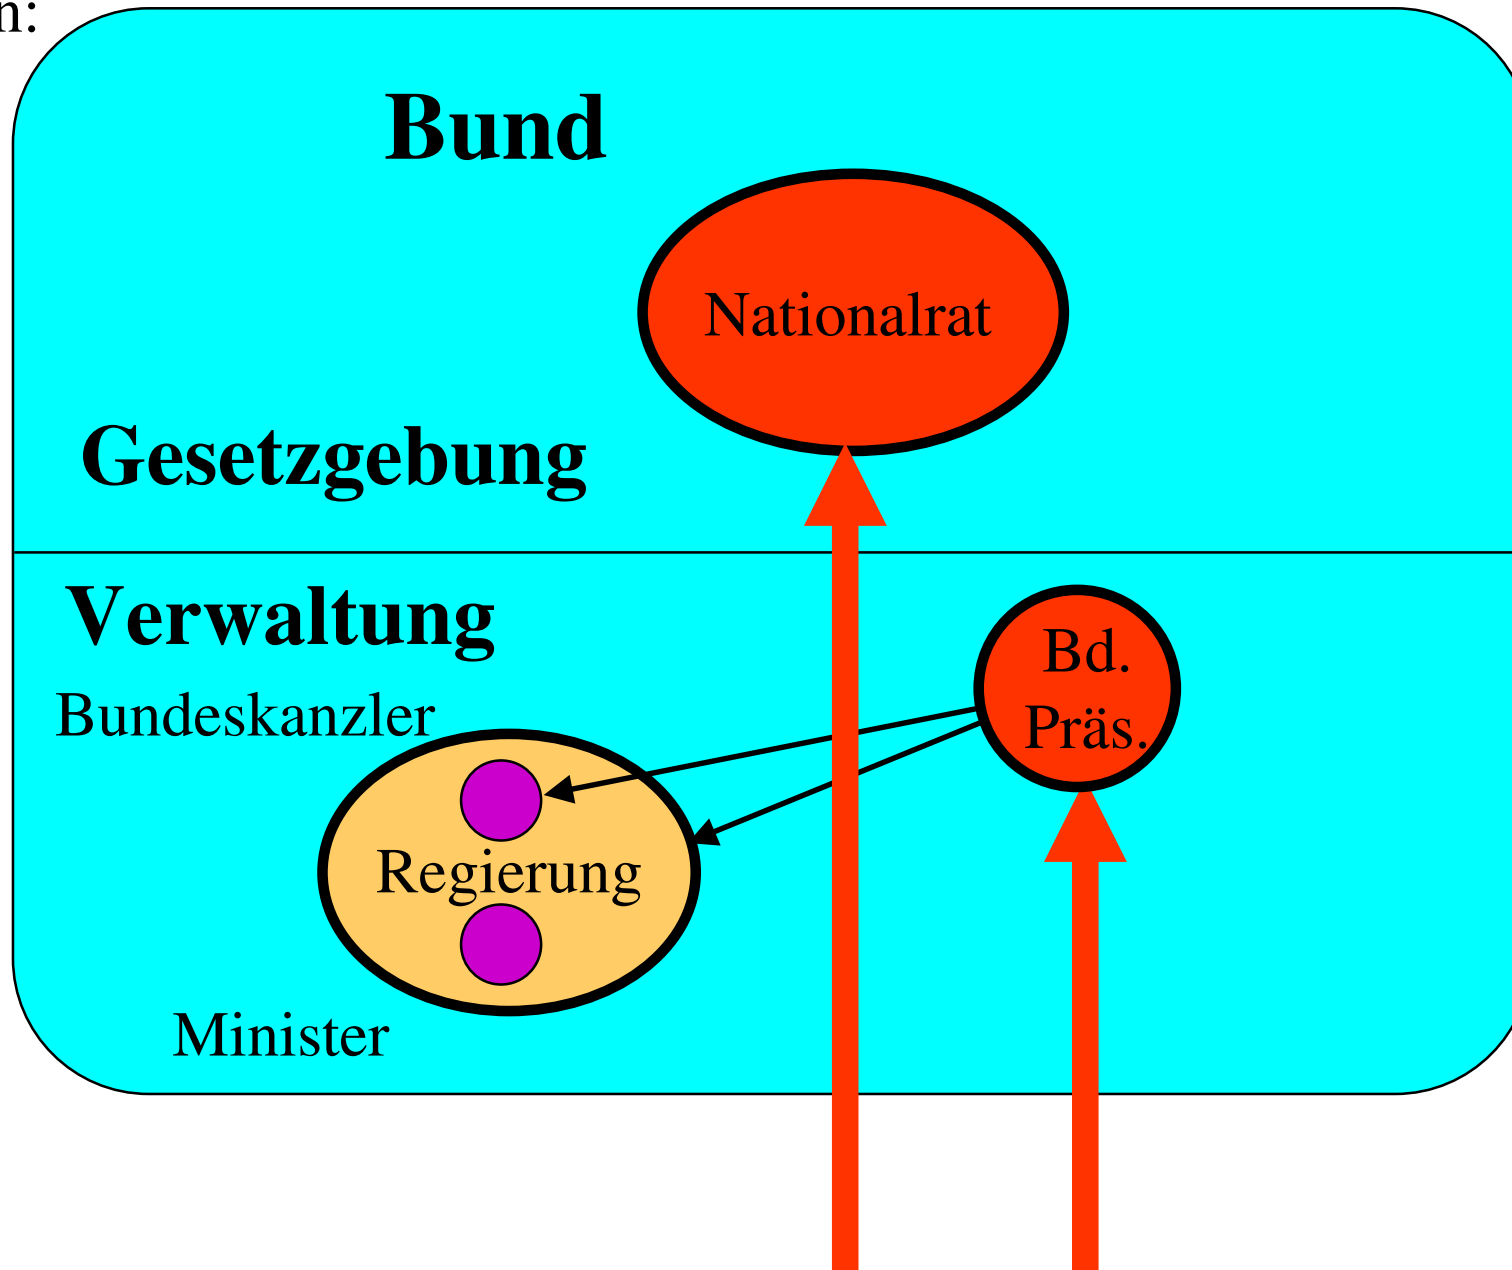 n:
Bund
Nationalrat
Gesetzgebung
Verwaltung
Bd.
Präs.
Bundeskanzler
Regierung
Minister